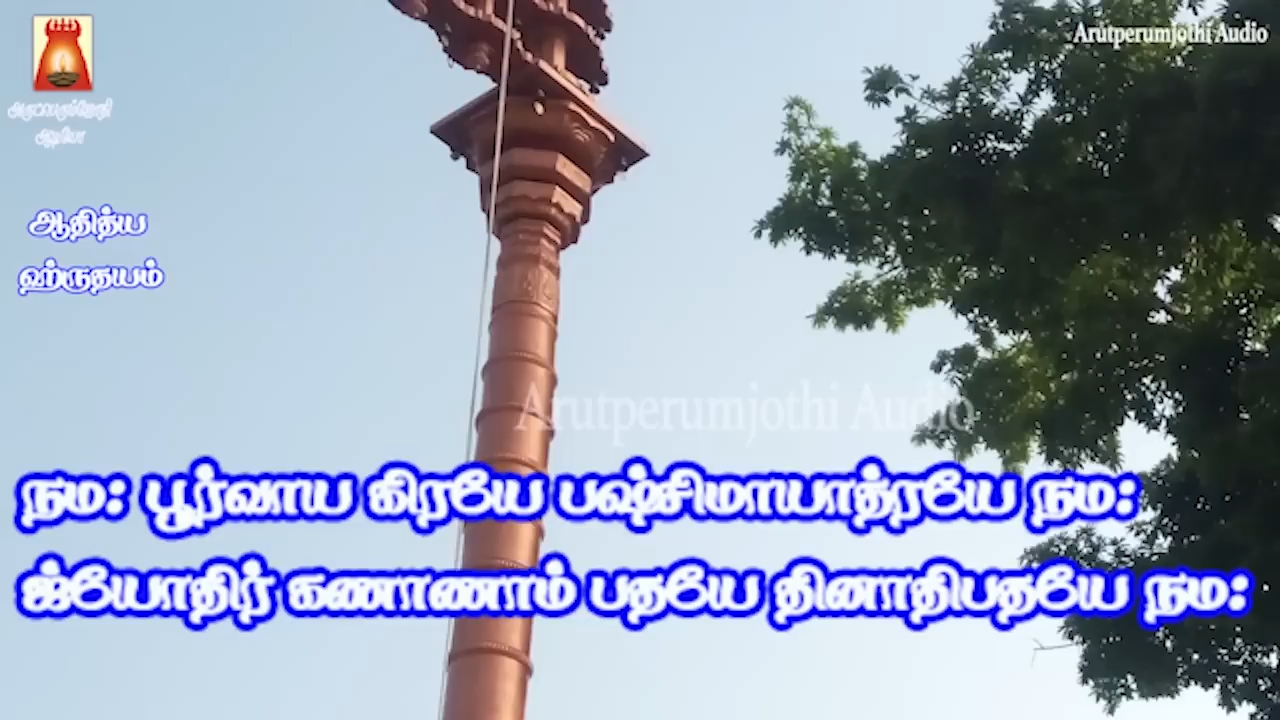 Arutperumjothi Audio
ஆதித்ய
ஹ்ருதயம்
Arutperumjothi Audio
நம: பூர்வாய கிரயே பஷ்சிமாயாத்ரயே நம:
ஜ்யோதிர் கணாணாம் பதயே தினாதிபதயே நம: